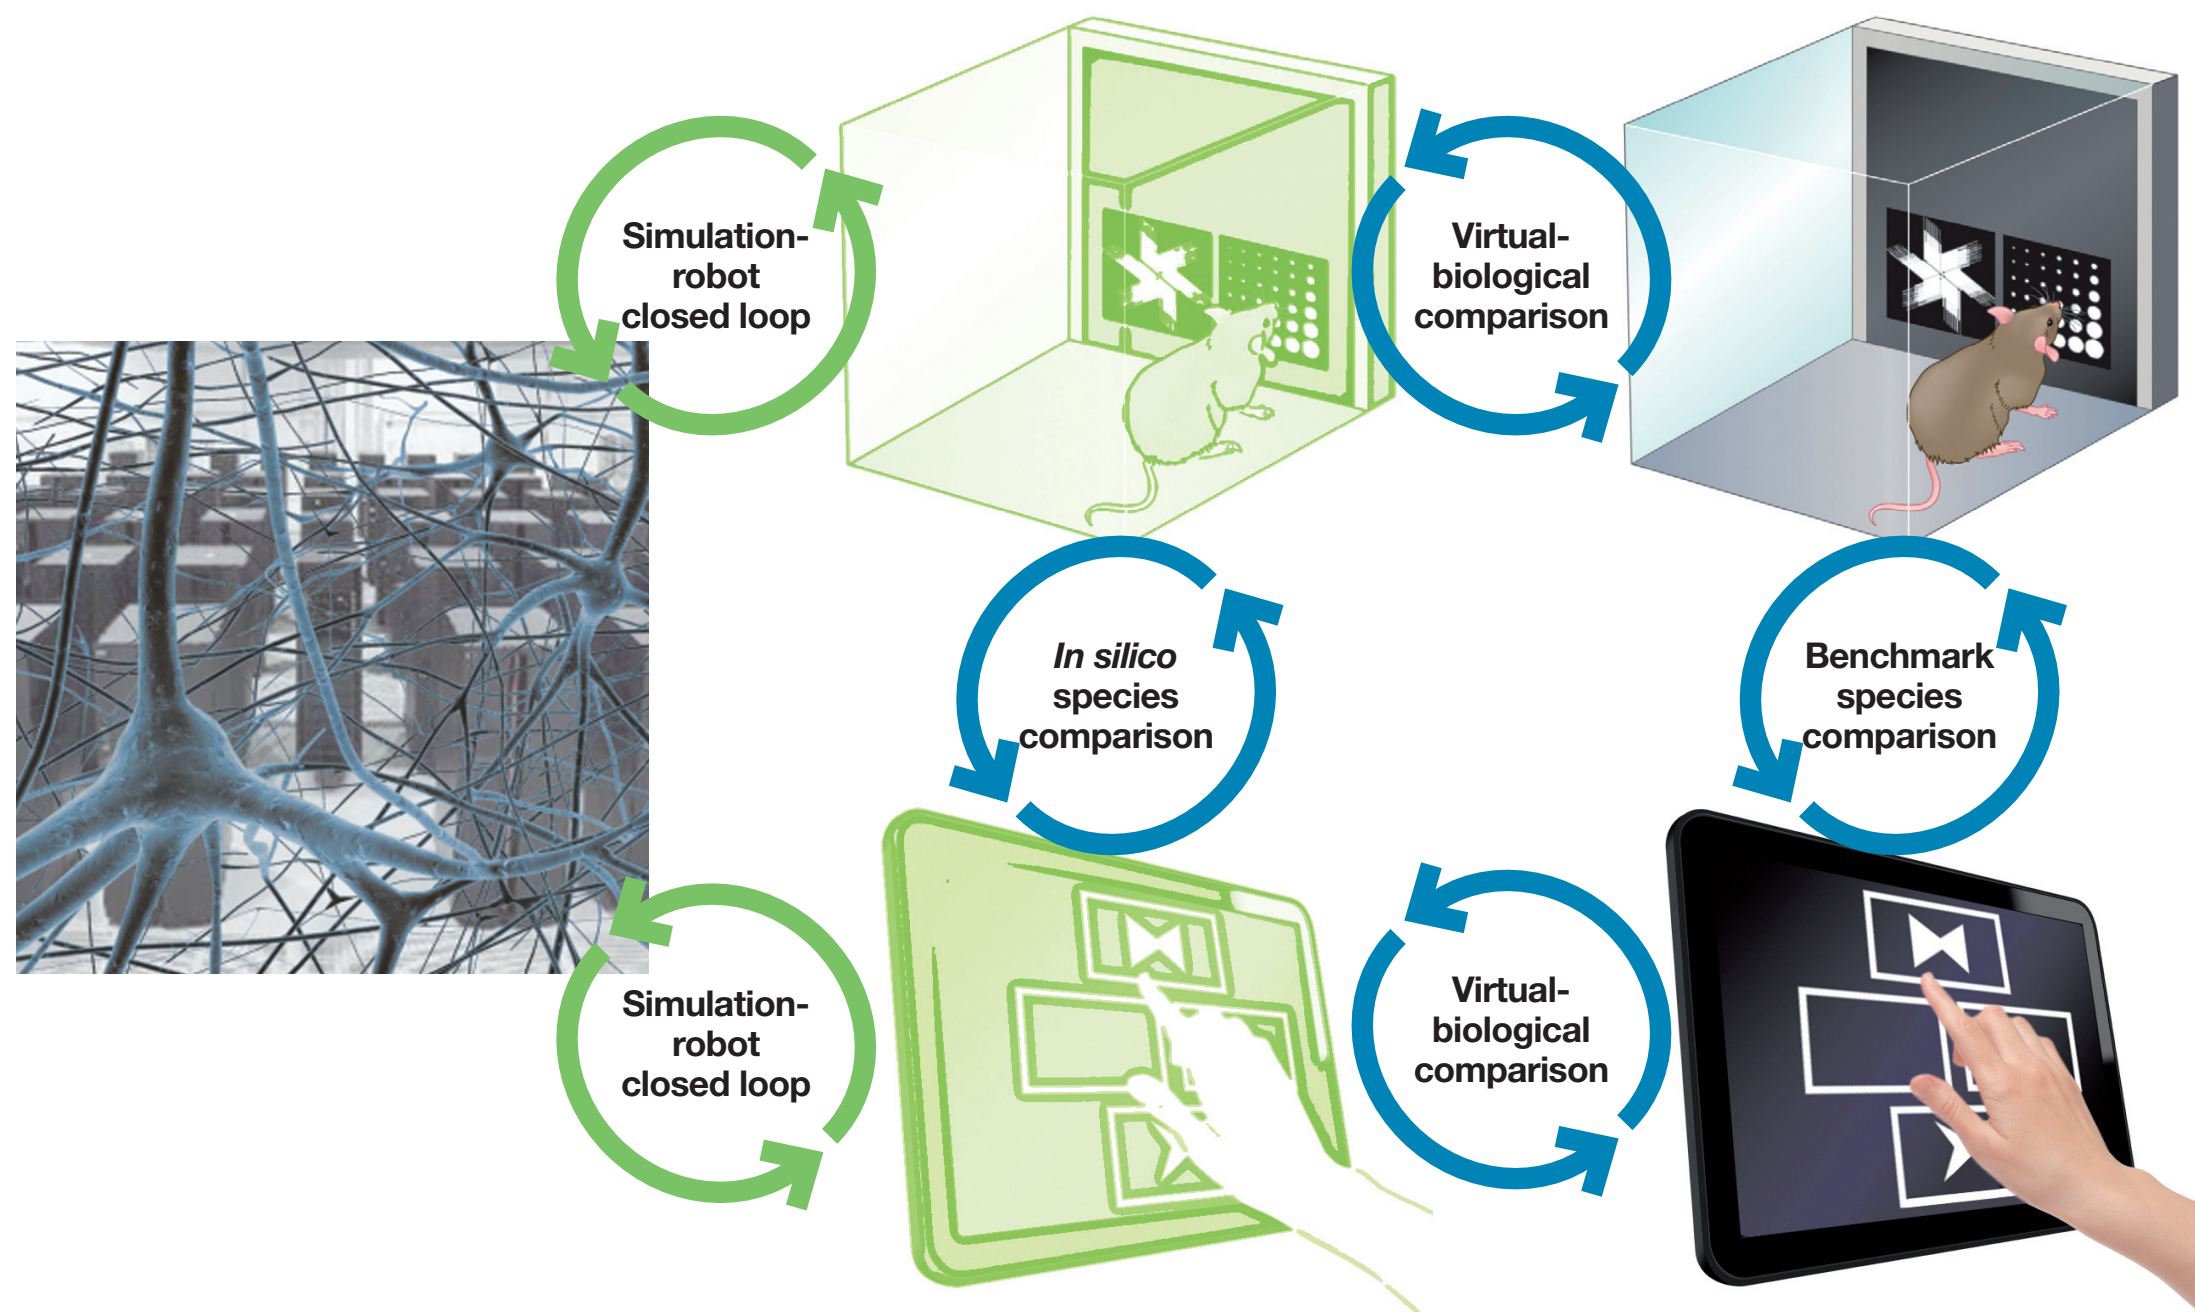 Simulation-
robot
closed loop
Virtual-
biological
comparison
In silico
species
comparison
Benchmark
species
comparison
Simulation-
robot
closed loop
Virtual-
biological
comparison